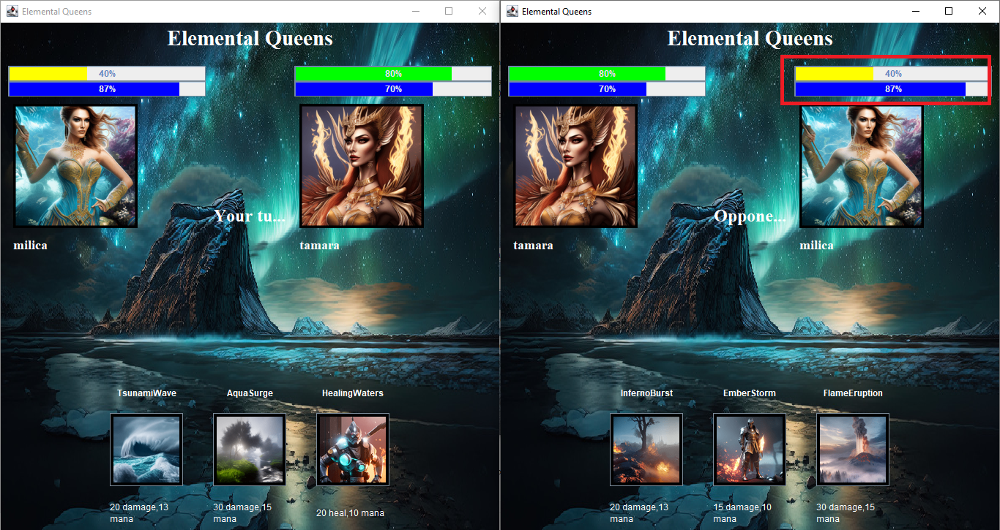 Elemental Queens
Elemental Queens
40%
87%
80%
70%
Your tu...
milica
tamara
TsunamiWave
AquaSurge
HealingWaters
20 damage,13
mana
30 damage,15
mana
20 heal,10 mana
Elemental Queens
Elemental Queens
80%
70%
40%
87%
Oppone...
tamara
milica
InfernoBurst
EmberStorm
FlameEruption
20 damage,13
mana
15 damage,10
mana
30 damage,15
mana